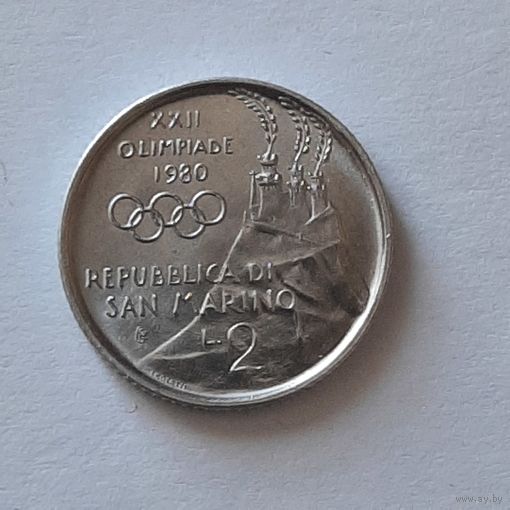 XXII
OLIMPIADE
1980
REPUBBLICA DI
SAN MARINO
L. 2
www.ay.by